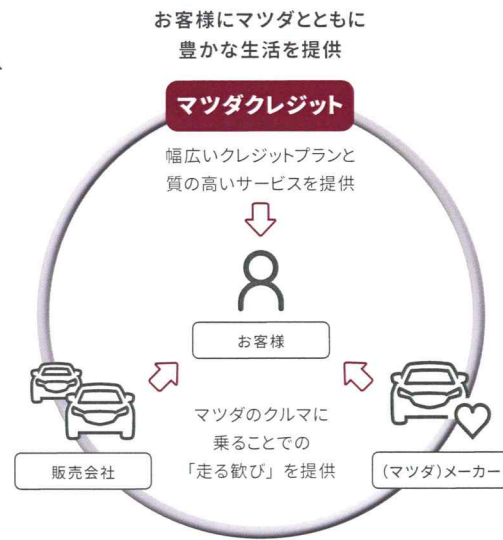 お客様にマツダとともに
豊かな生活を提供
マツダクレジット
幅広いクレジットプランと
質の高いサービスを提供
お客様
マツダのクルマに
乗ることでの
「走る歓び」を提供
販売会社
(マツダ)メーカー